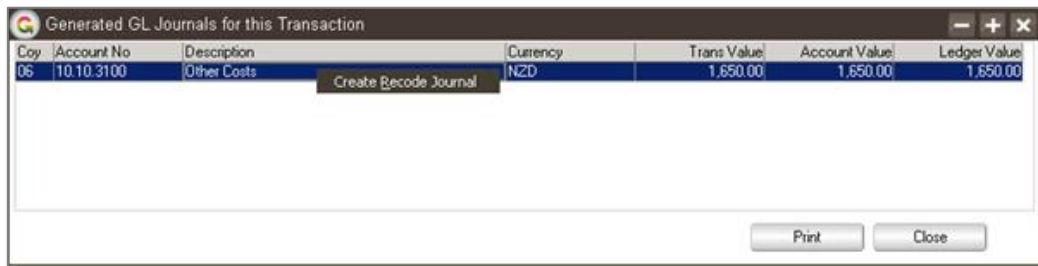 Generated GL Journals for this Transaction
Coy Account No Description Currency Trans Value Account Value Ledger Value
06 10.10.3100 Other Costs NZD 1,650.00 1,650.00 1,650.00
Create Recode Journal
Print Close